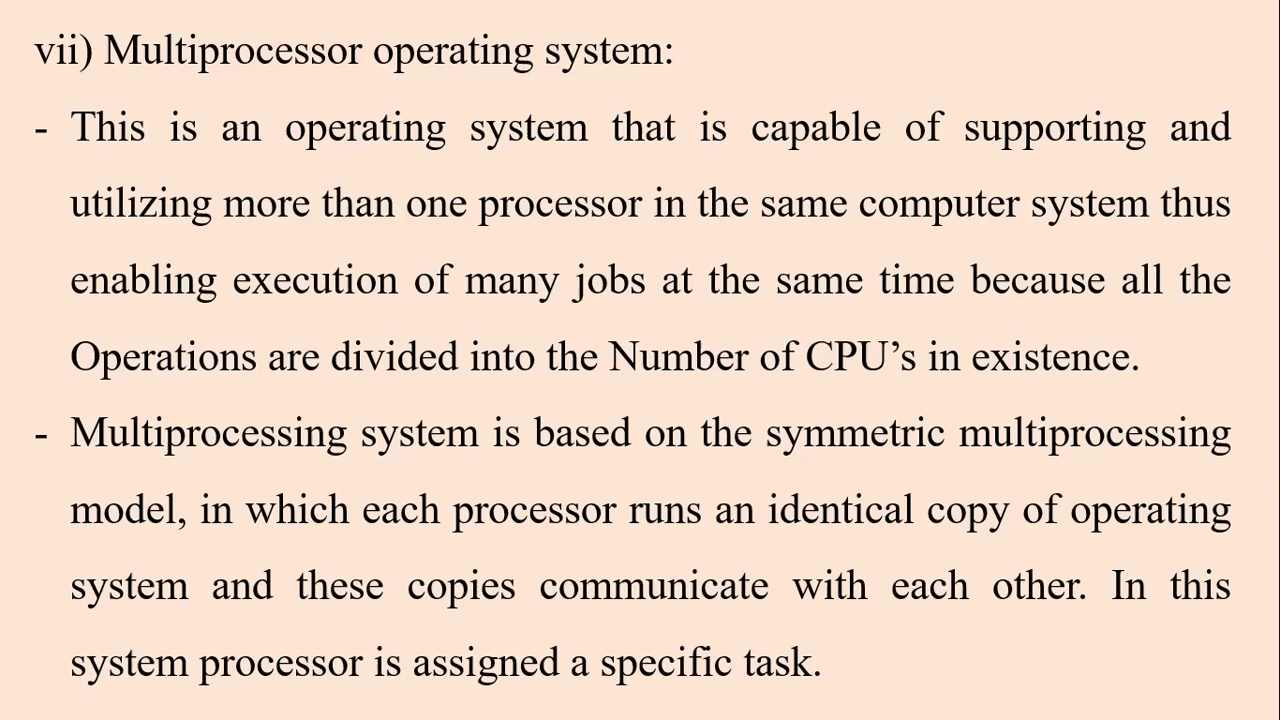 vii) Multiprocessor operating system:
- This is an operating system that is capable of supporting and
utilizing more than one processor in the same computer system thus
enabling execution of many jobs at the same time because all the
Operations are divided into the Number of CPU’s in existence.
- Multiprocessing system is based on the symmetric multiprocessing
model, in which each processor runs an identical copy of operating
system and these copies communicate with each other. In this
system processor is assigned a specific task.